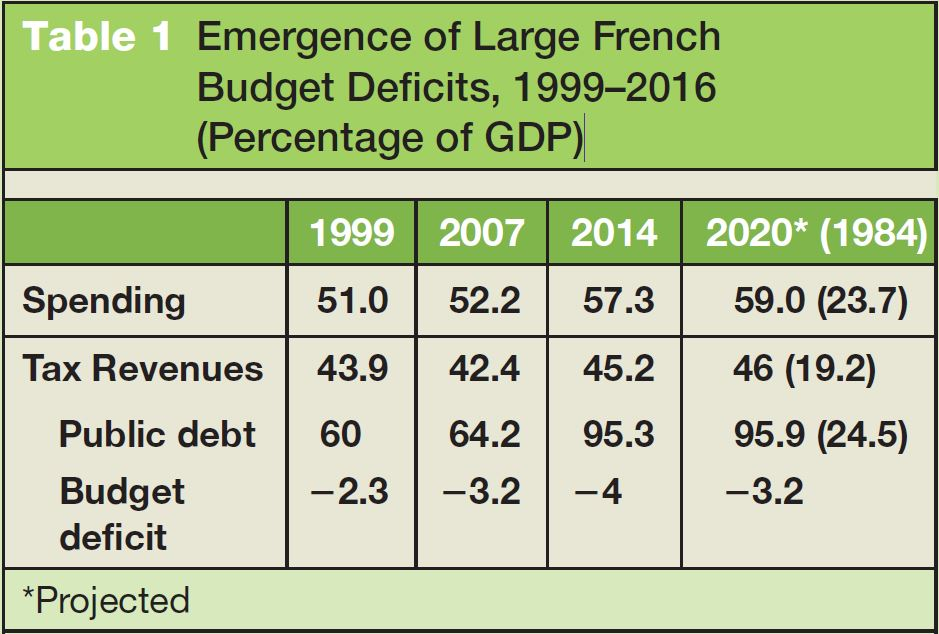 Table 1 Emergence of Large French
Budget Deficits, 1999–2016
(Percentage of GDP)
1999 2007 2014 2020* (1984)
Spending 51.0 52.2 57.3 59.0 (23.7)
Tax Revenues 43.9 42.4 45.2 46 (19.2)
Public debt 60 64.2 95.3 95.9 (24.5)
Budget −2.3 −3.2 −4 −3.2
deficit
*Projected